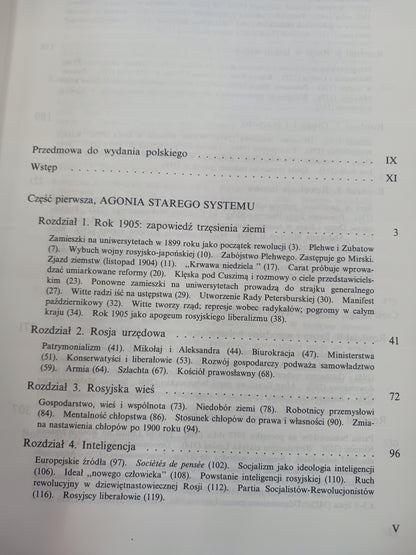 Przedmowa do wydania polskiego . . . . . . . . . . . . . . . . . . . . IX
Wstęp . . . . . . . . . . . . . . . . . . . . . . . . . . . . . . . . XI
Część pierwsza, AGONIA STAREGO SYSTEMU
Rozdział 1. Rok 1905: zapowiedź trzęsienia ziemi . . . . . . . . . . . 3
Zamieszki na uniwersytetach w 1899 roku jako początek rewolucji (3). Plehwe i Zubatow
(7). Wybuch wojny rosyjsko-japońskiej (10). Zabójstwo Plehwego. Zastępuje go Mirski.
Zjazd ziemstw (listopad 1904) (11). „Krwawa niedziela" (17). Carat próbuje wprowa-
dzać umiarkowane reformy (20). Klęska pod Cuszimą i rozmowy o ciele przedstawiciels-
kim (23). Ponowne zamieszki na uniwersytetach prowadzą do strajku generalnego
(27). Witte radzi iść na ustępstwa (29). Utworzenie Rady Petersburskiej (30). Manifest
październikowy (32). Witte tworzy rząd; represje wobec radykałów; pogromy w całym
kraju (34). Rok 1905 jako apogeum rosyjskiego liberalizmu (38).
Rozdział 2. Rosja urzędowa . . . . . . . . . . . . . . . . . . . . . . 41
Patrymonializm (41). Mikołaj i Aleksandra (44). Biurokracja (47). Ministerstwa
(51). Konserwatyści i liberałowie (53). Rozwój gospodarczy podważa samowładztwo
(59). Armia (64). Szlachta (67). Kościół prawosławny (68).
Rozdział 3. Rosyjska wieś . . . . . . . . . . . . . . . . . . . . . . 72
Gospodarstwo, wieś i wspólnota (73). Niedobór ziemi (78). Robotnicy przemysłowi
(84). Mentalność chłopstwa (86). Stosunek chłopów do prawa i własności (90). Zmia-
na nastawienia chłopów po 1900 roku (94).
Rozdział 4. Inteligencja . . . . . . . . . . . . . . . . . . . . . . . 96
Europejskie źródła (97). Sociétés de pensée (102). Socjalizm jako ideologia inteligencji
(106). Ideał „nowego człowieka" (108). Powstanie inteligencji rosyjskiej (110). Ruch
rewolucyjny w dziewiętnastowiecznej Rosji (112). Partia Socjalistów-Rewolucjonistów
(116). Rosyjscy liberałowie (119).
V